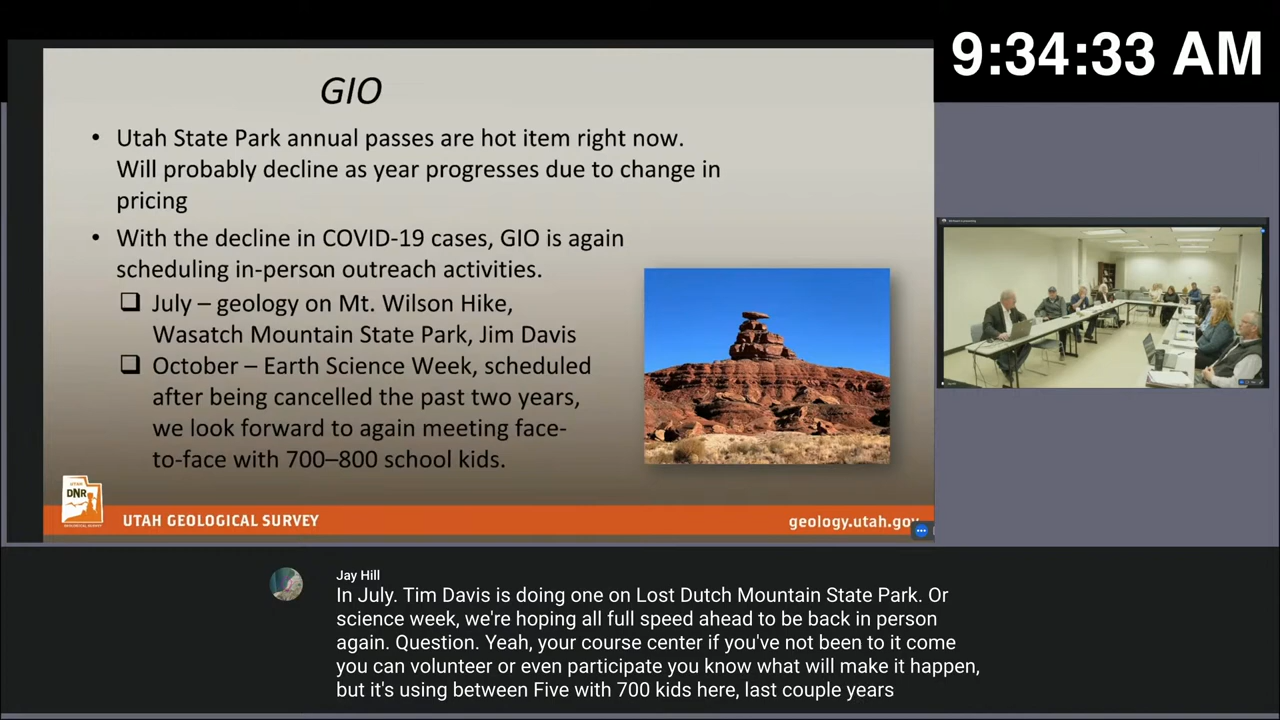 9:34:33 AM
GIO
• Utah State Park annual passes are hot item right now.
Will probably decline as year progresses due to change in
pricing
• With the decline in COVID-19 cases, GIO is again
scheduling in-person outreach activities.
❑ July – geology on Mt. Wilson Hike,
Wasatch Mountain State Park, Jim Davis
❑ October – Earth Science Week, scheduled
after being cancelled the past two years,
we look forward to again meeting face-
to-face with 700–800 school kids.
UTAH
DNR
UTAH GEOLOGICAL SURVEY
geology.utah.gov
Jay Hill
In July. Tim Davis is doing one on Lost Dutch Mountain State Park. Or
science week, we're hoping all full speed ahead to be back in person
again. Question. Yeah, your course center if you've not been to it come
you can volunteer or even participate you know what will make it happen,
but it's using between Five with 700 kids here, last couple years